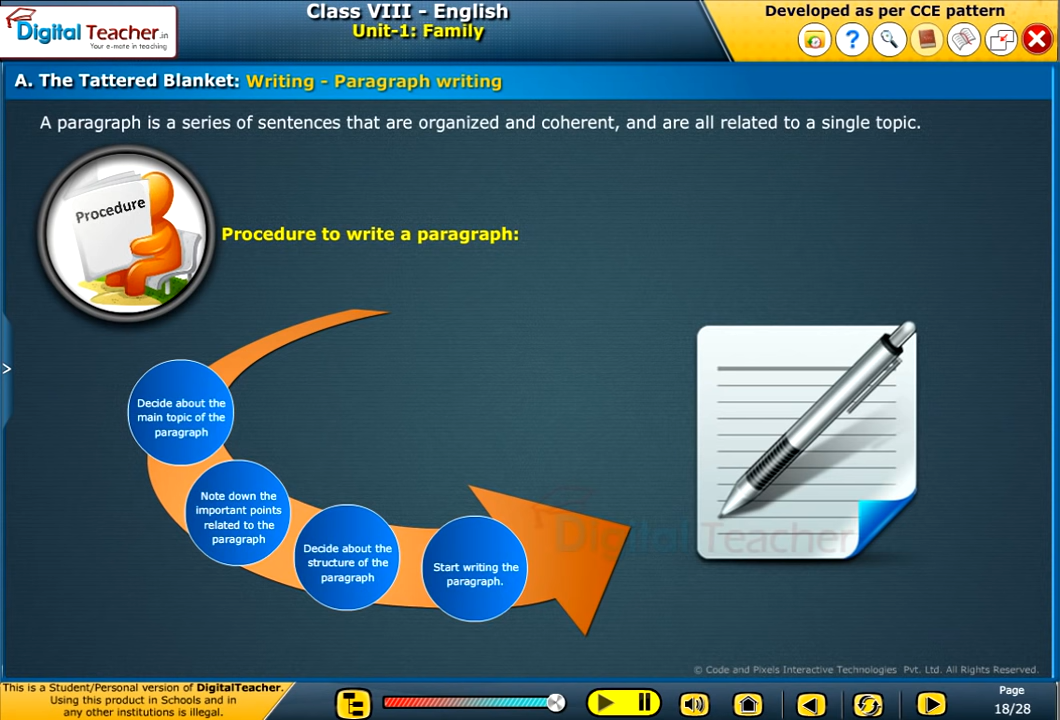 Digital Teacher.in
Your e-mate in teaching
Class VIII - English
Unit-1: Family
Developed as per CCE pattern
?
A. The Tattered Blanket: Writing - Paragraph writing
A paragraph is a series of sentences that are organized and coherent, and are all related to a single topic.
Procedure
Procedure to write a paragraph:
>
Decide about the
main topic of the
paragraph
Note down the
important points
related to the
paragraph
Decide about the
structure of the
paragraph
Start writing the
paragraph.
Digital Teacher
© Code and Pixels Interactive Technologies Pvt. Ltd. All Rights Reserved.
This is a Student/Personal version of DigitalTeacher.
Using this product in Schools and in
any other institutions is illegal.
Page
18/28